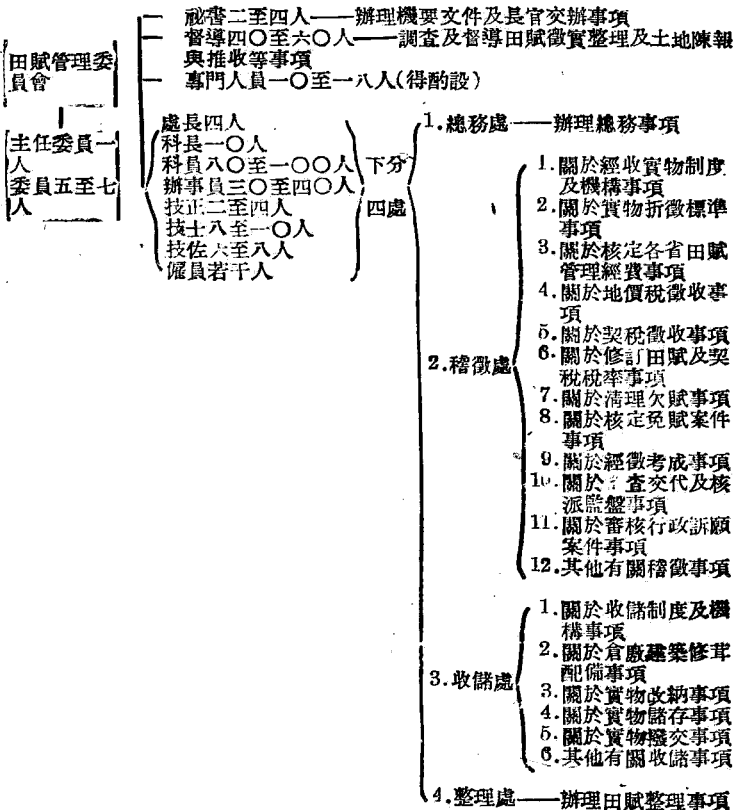 田賦管理委
員會
主任委員一
人
委員五至七
人
祕書二至四人——辦理機要文件及長官交辦事項
督導四〇至六〇人——調查及督導田賦徵實整理及土地陳報
與推收等事項
專門人員一〇至一八人(得酌設)
處長四人
科長一〇人
科員八〇至一〇〇人
辦事員三〇至四〇人
技正二至四人
技士八至一〇人
技佐六至八人
僱員若干人
下分
四處
1.總務處——辦理總務事項
2.稽徵處
1.關於經收實物制度
及機構事項
2.關於實物折徵標準
事項
3.關於核定各省田賦
管理經費事項
4.關於地價稅徵收事
項
5.關於契稅徵收事項
6.關於修訂田賦及契
稅稅率事項
7.關於清理欠賦事項
8.關於核定免賦案件
事項
9.關於經徵考成事項
10.關於查交代及核
派監盤事項
11.關於審核行政訴願
案件事項
12.其他有關稽徵事項
3.收儲處
1.關於收儲制度及機
構事項
2.關於倉廒建築修葺
配備事項
3.關於實物收納事項
4.關於實物儲存事項
5.關於實物撥交事項
6.其他有關收儲事項
4.整理處——辦理田賦整理事項